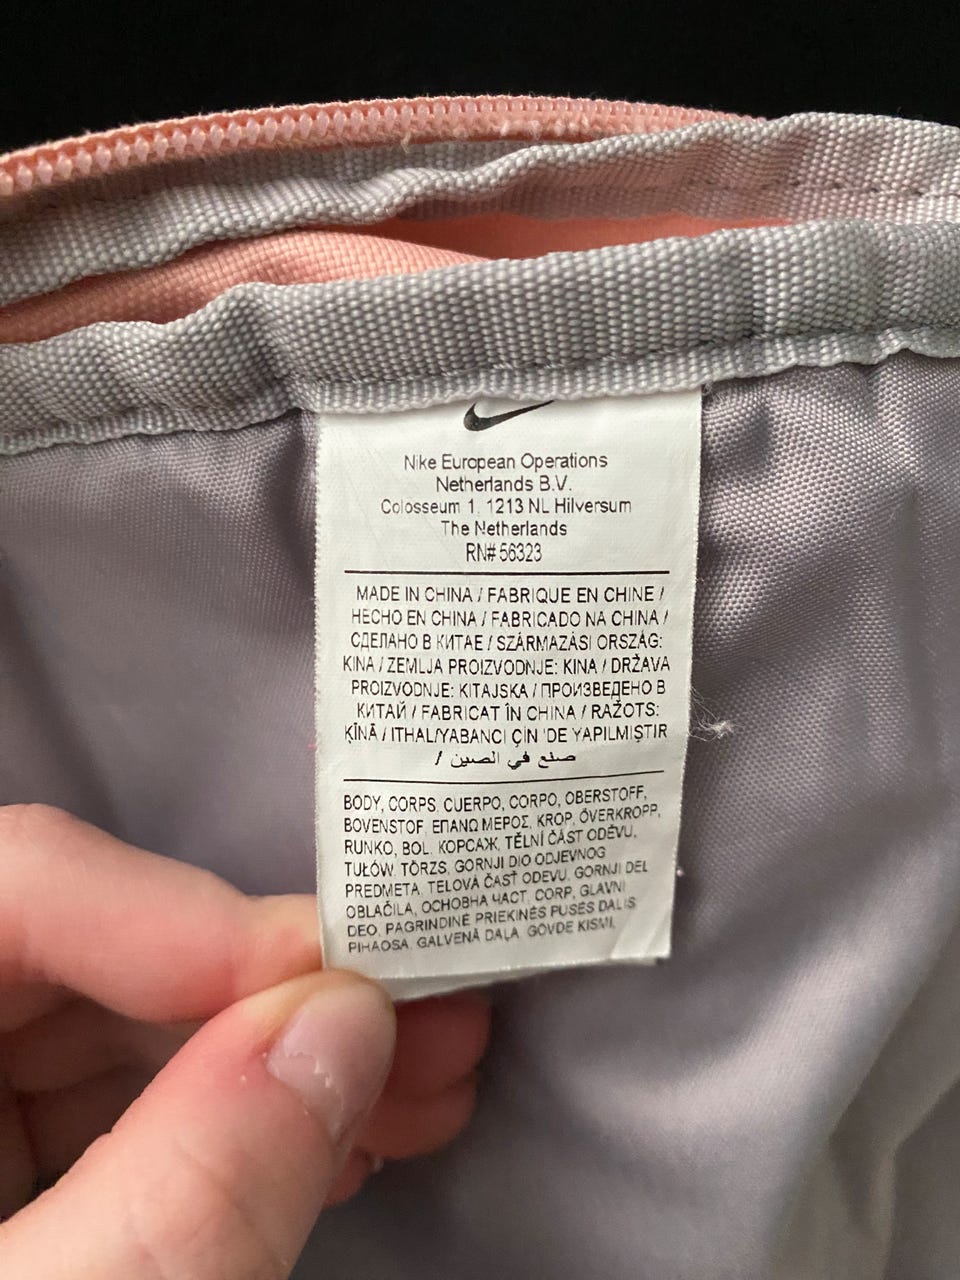 Nike European Operations
Netherlands B.V.
Colosseum 1, 1213 NL Hilversum
The Netherlands
RN# 56323
MADE IN CHINA / FABRIQUE EN CHINE /
HECHO EN CHINA / FABRICADO NA CHINA /
СДЕЛАНО В КИТАЕ / SZÁRMAZÁSI ORSZÁG:
KINA / ZEMLJA PROIZVODNJE: KINA / DRŽAVA
PROIZVODNJE: KITAJSKA / ПРОИЗВЕДЕНО В
КИТАЙ / FABRICAT ÎN CHINA / RAŽOTS:
ĶĪNĀ / ITHAL/YABANCI ÇİN 'DE YAPILMIŞTIR
/ صنع في الصين
BODY, CORPS, CUERPO, CORPO, OBERSTOFF,
BOVENSTOF, ΕΠΑΝΩ ΜΕΡΟΣ, KROP, ÖVERKROPP,
RUNKO, BOL, КОРСАЖ, TĚLNÍ ČÁST ODĚVU,
TUŁÓW, TÖRZS, GORNJI DIO ODJEVNOG
PREDMETA, TELOVÁ ČASŤ ODEVU, GORNJI DEL
OBLAČILA, ОСНОВНА ЧАСТ, CORP, GLAVNI
DEO, PAGRINDINĖ PRIEKINĖS PUSĖS DALIS
PIHAOSA, GALVENĀ DAĻA, GÖVDE KISMI,